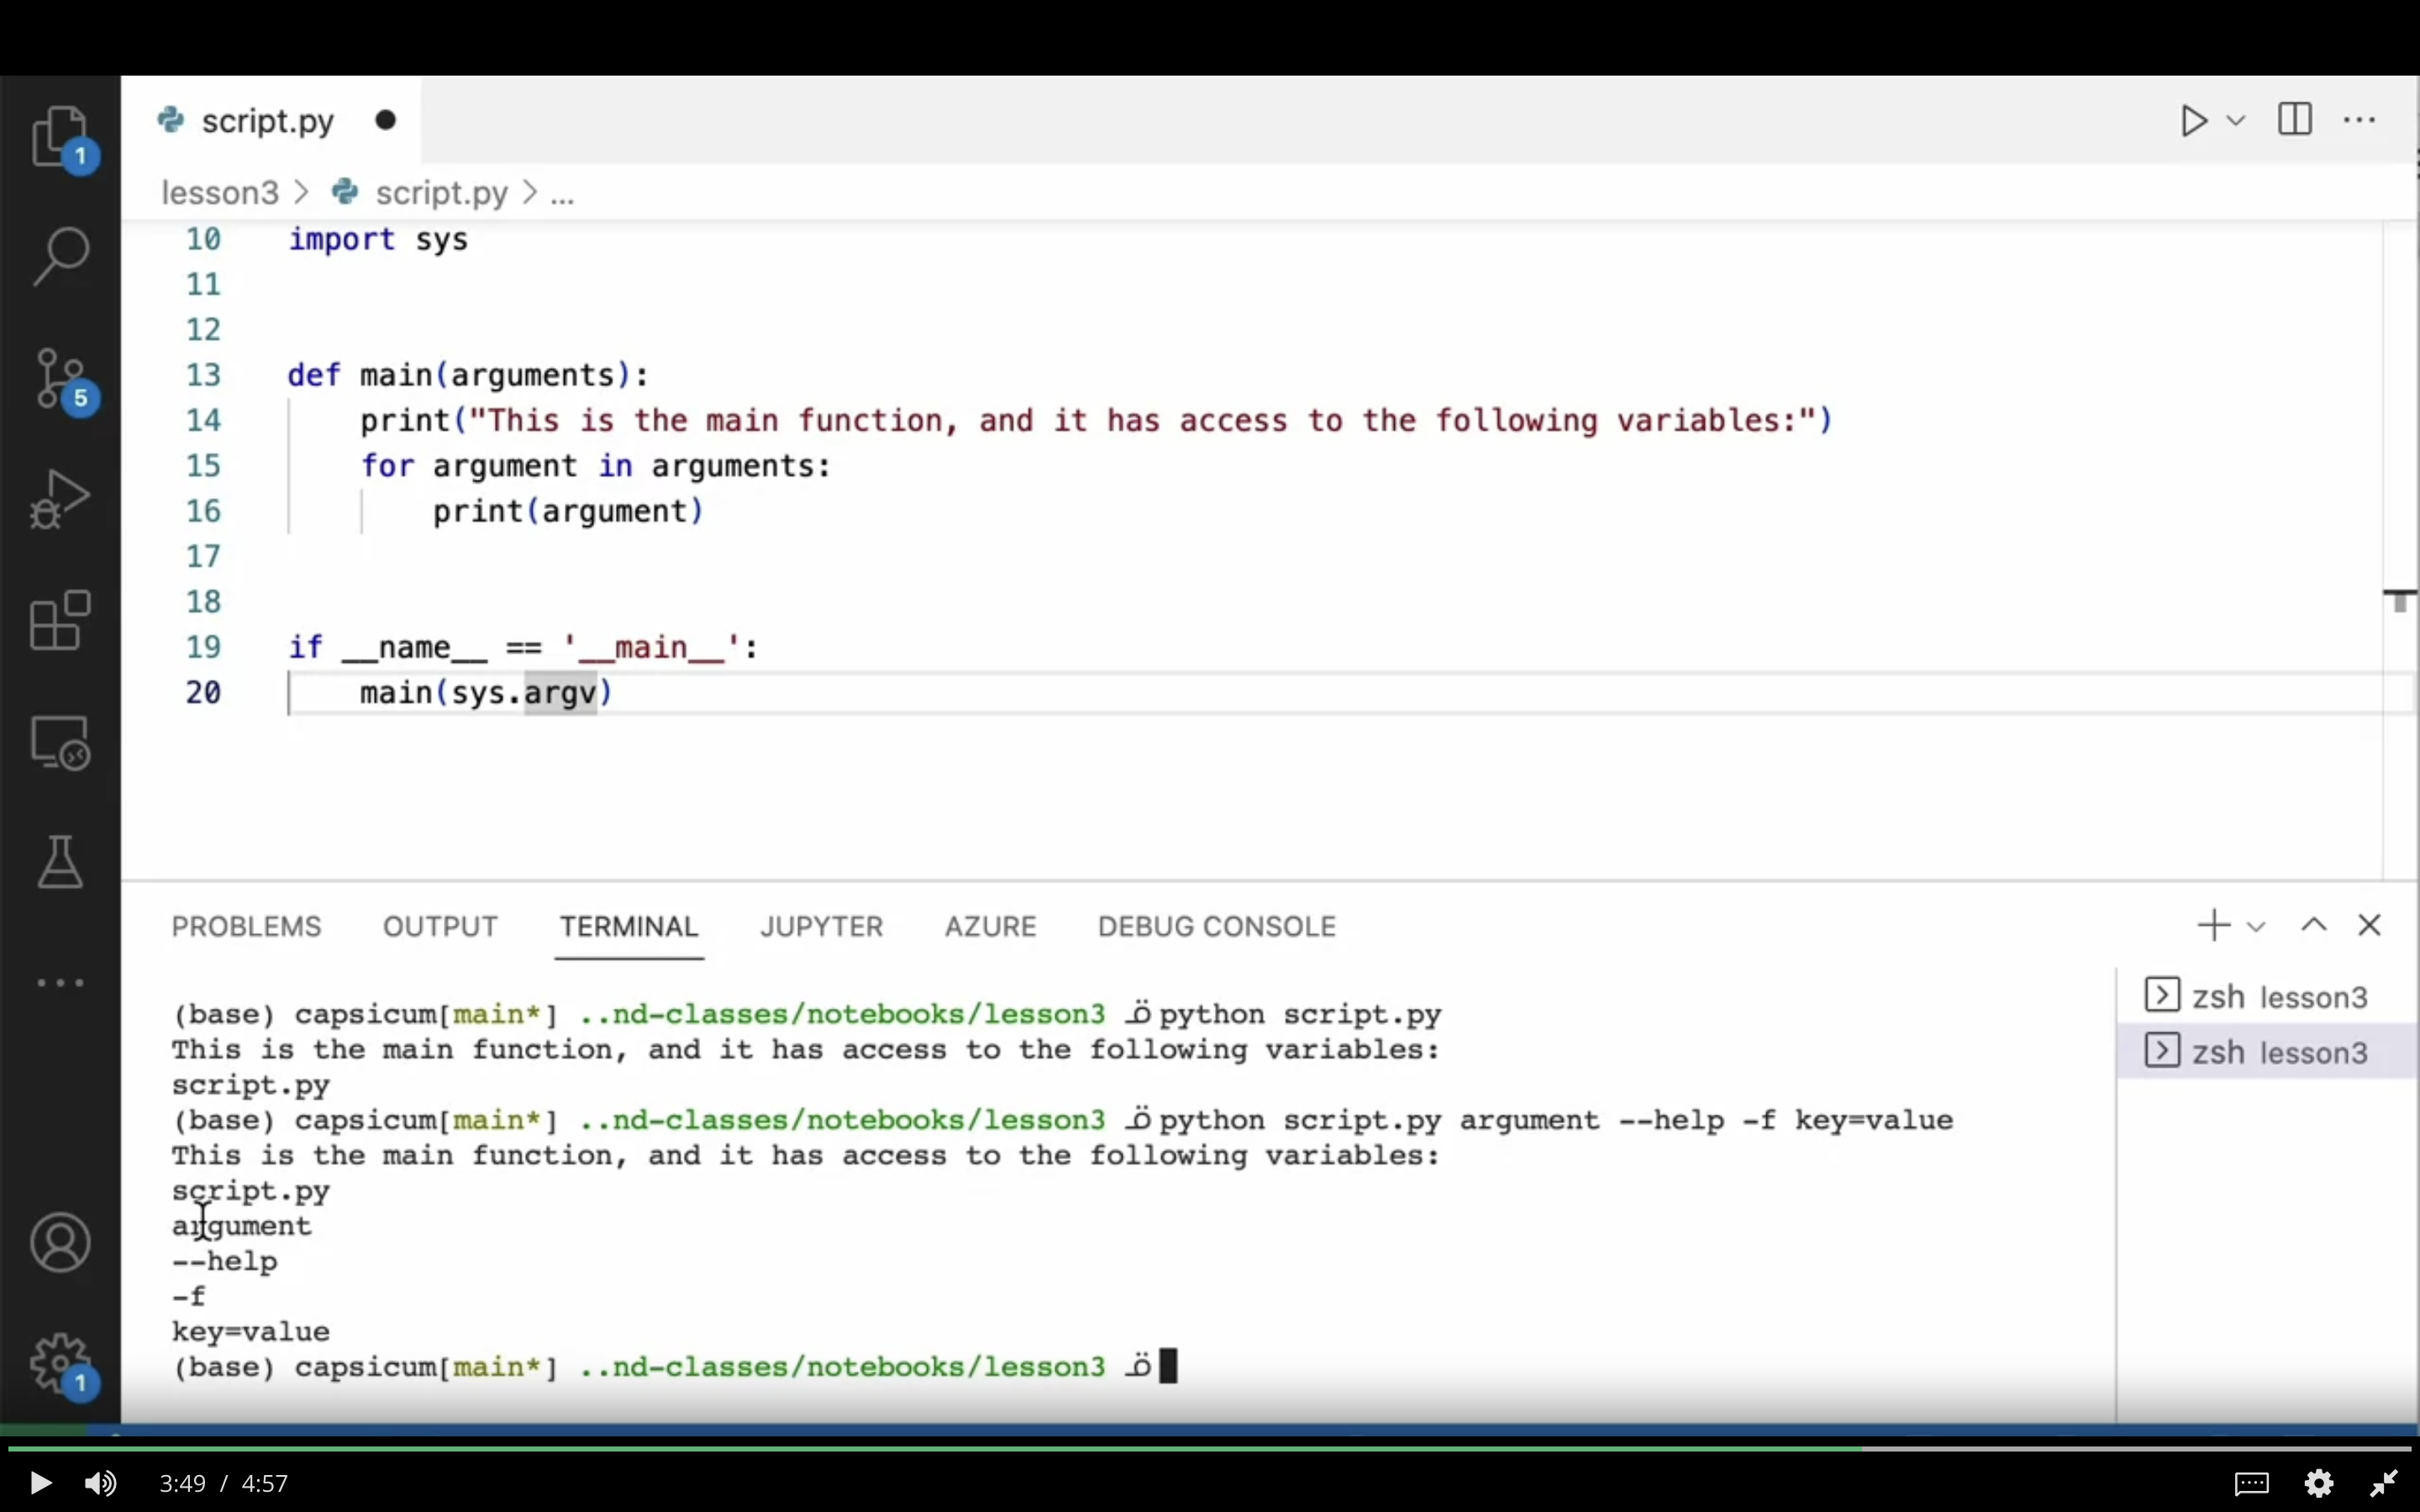 script.py
lesson3 > script.py > ...
1
5
1
10 import sys
11
12
13 def main(arguments):
14 print("This is the main function, and it has access to the following variables:")
15 for argument in arguments:
16 print(argument)
17
18
19 if __name__ == '__main__':
20 main(sys.argv)
PROBLEMS OUTPUT TERMINAL JUPYTER AZURE DEBUG CONSOLE
(base) capsicum[main*] ..nd-classes/notebooks/lesson3 python script.py
This is the main function, and it has access to the following variables:
script.py
(base) capsicum[main*] ..nd-classes/notebooks/lesson3 python script.py argument --help -f key=value
This is the main function, and it has access to the following variables:
script.py
argument
--help
-f
key=value
(base) capsicum[main*] ..nd-classes/notebooks/lesson3
zsh lesson3
zsh lesson3
3:49 / 4:57